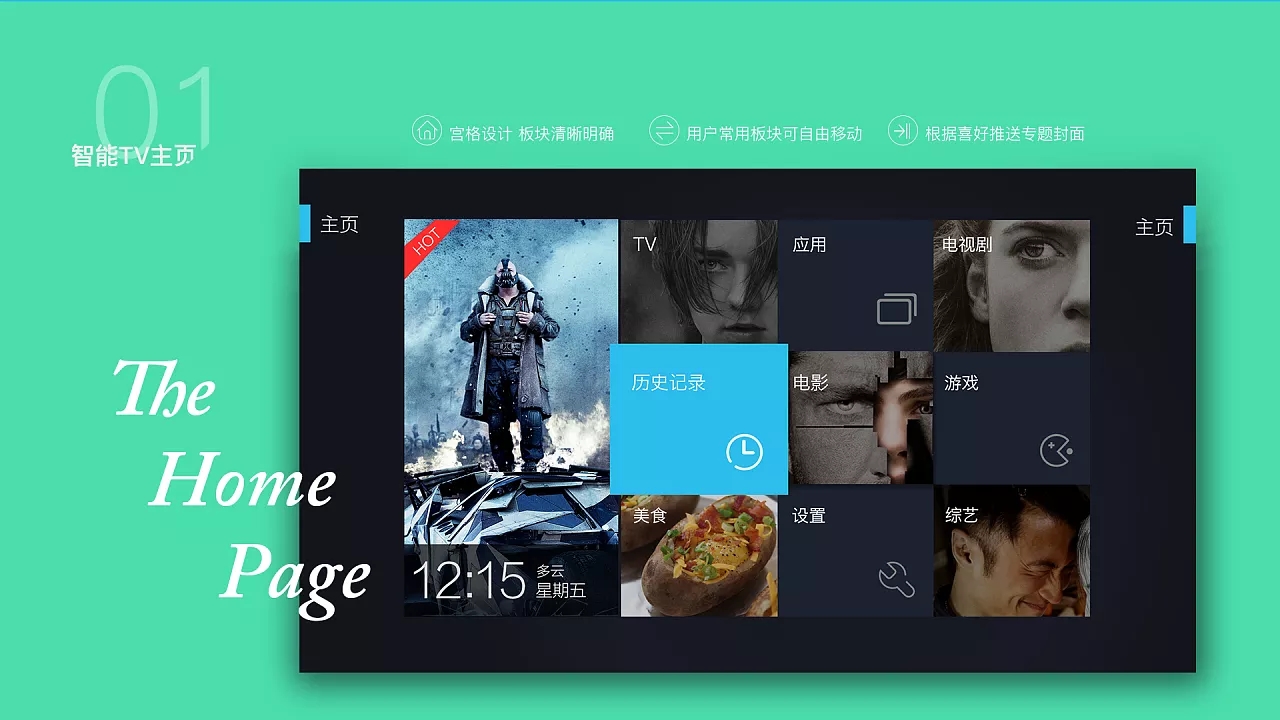 01
智能TV主页
宫格设计 板块清晰明确
用户常用板块可自由移动
根据喜好推送专题封面
主页
主页
HOT
TV
应用
电视剧
历史记录
电影
游戏
美食
设置
综艺
12:15
多云
星期五
The
Home
Page